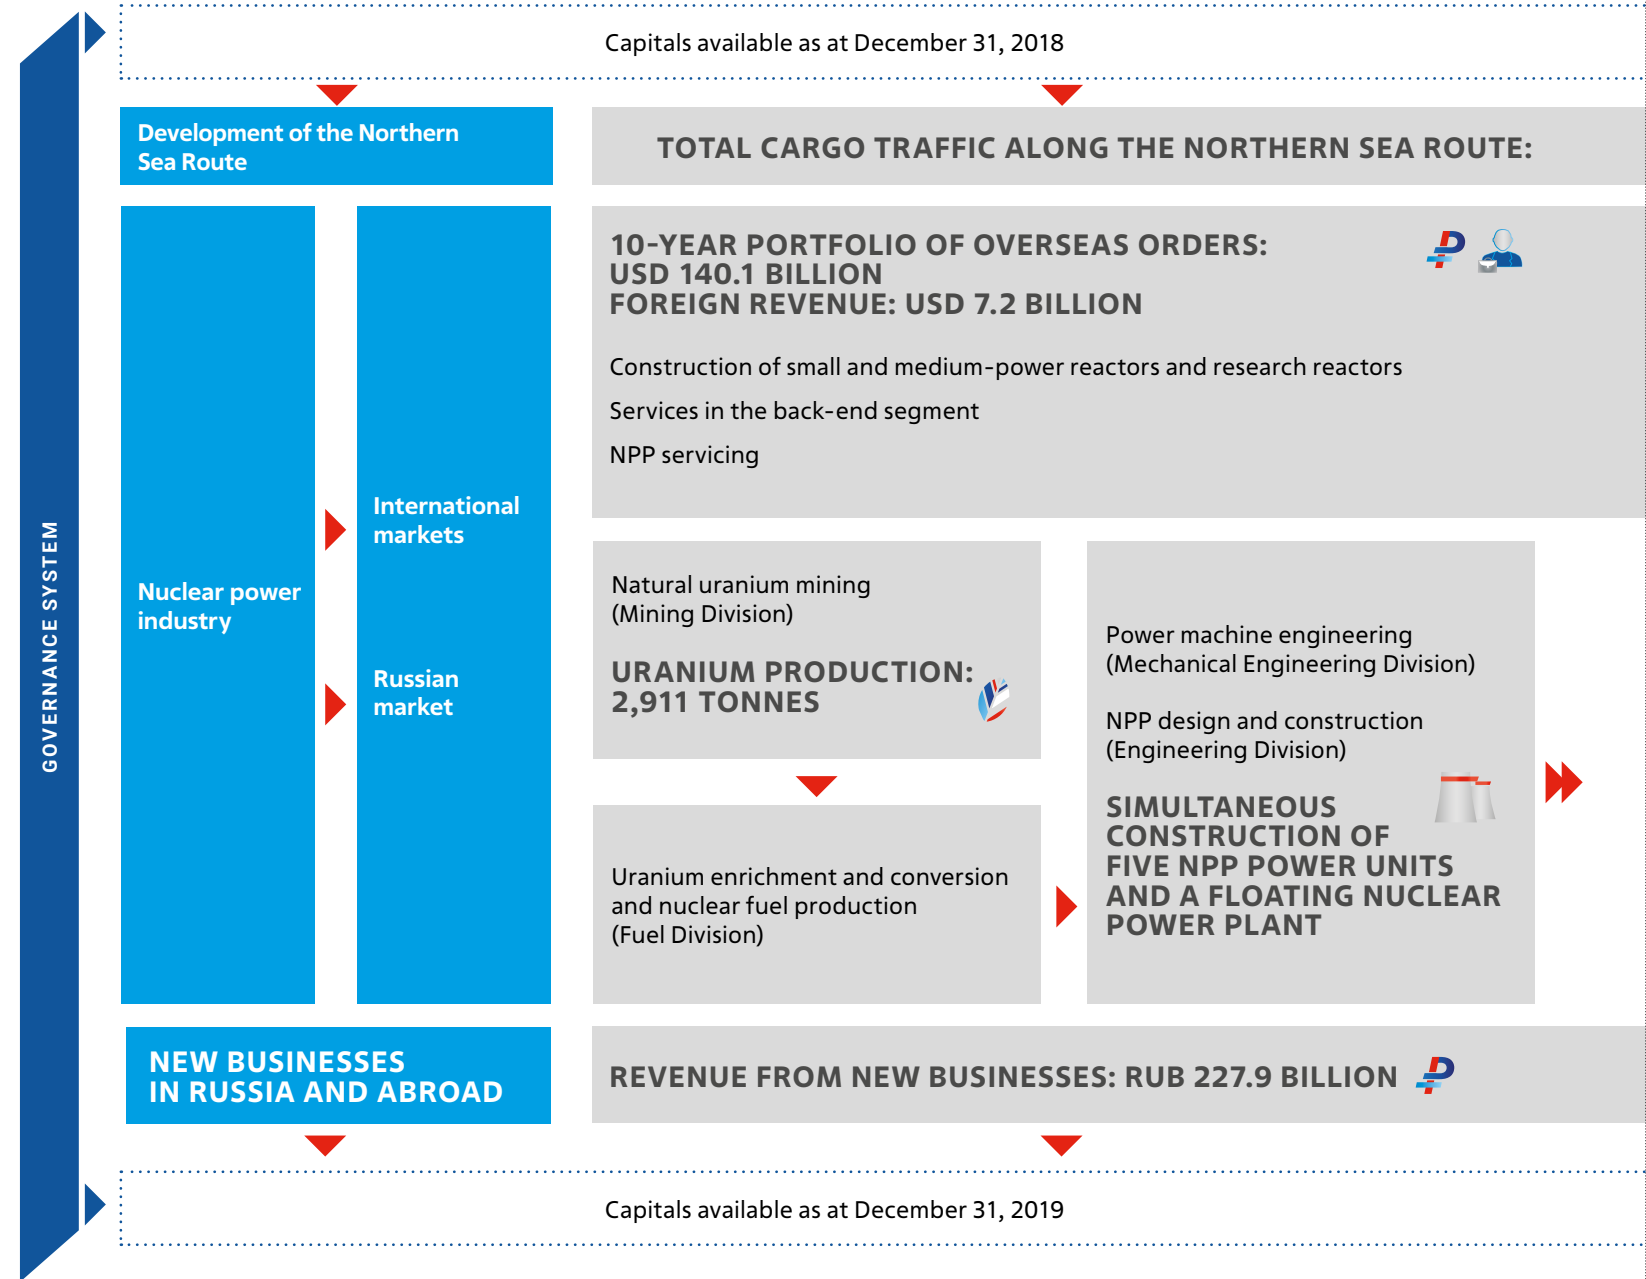 Capitals available as at December 31, 2018
Development of the Northern
Sea Route
TOTAL CARGO TRAFFIC ALONG THE NORTHERN SEA ROUTE:
GOVERNANCE SYSTEM
Nuclear power
industry
International
markets
Russian
market
10-YEAR PORTFOLIO OF OVERSEAS ORDERS:
USD 140.1 BILLION
FOREIGN REVENUE: USD 7.2 BILLION
Construction of small and medium-power reactors and research reactors
Services in the back-end segment
NPP servicing
Natural uranium mining
(Mining Division)
URANIUM PRODUCTION:
2,911 TONNES
Uranium enrichment and conversion
and nuclear fuel production
(Fuel Division)
Power machine engineering
(Mechanical Engineering Division)
NPP design and construction
(Engineering Division)
SIMULTANEOUS
CONSTRUCTION OF
FIVE NPP POWER UNITS
AND A FLOATING NUCLEAR
POWER PLANT
NEW BUSINESSES
IN RUSSIA AND ABROAD
REVENUE FROM NEW BUSINESSES: RUB 227.9 BILLION
Capitals available as at December 31, 2019